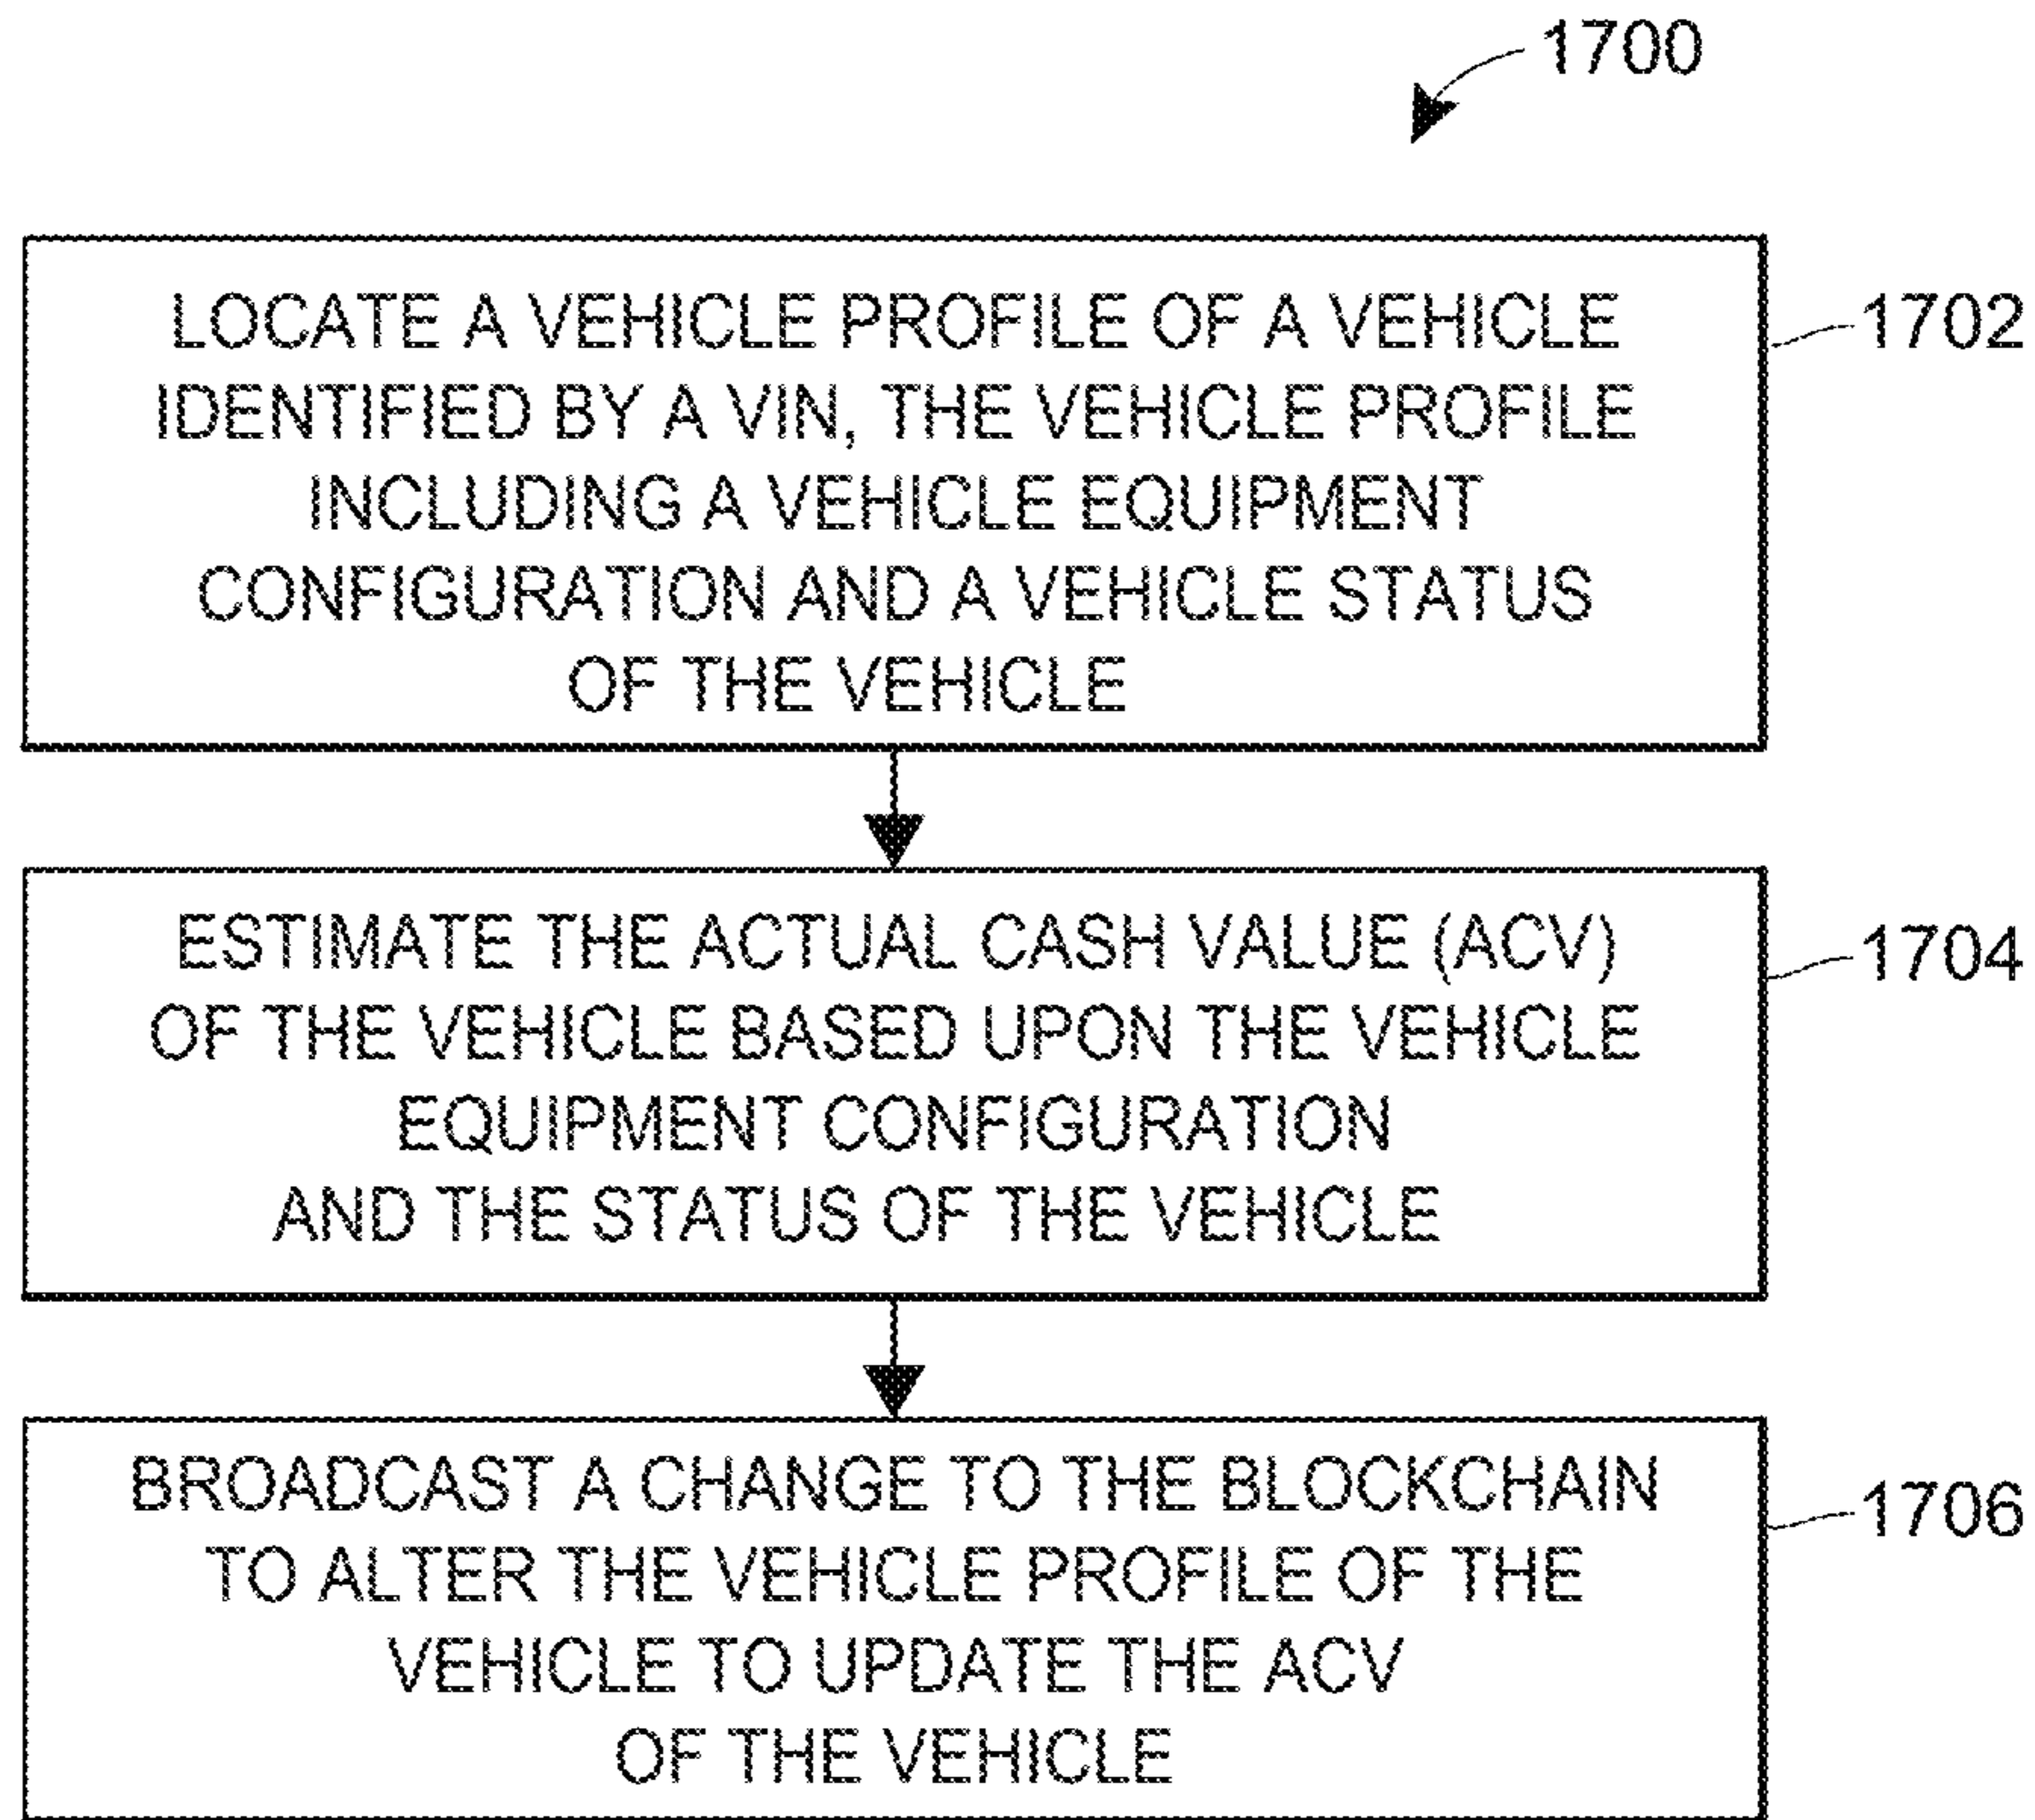 1700
LOCATE A VEHICLE PROFILE OF A VEHICLE
IDENTIFIED BY A VIN, THE VEHICLE PROFILE
INCLUDING A VEHICLE EQUIPMENT
CONFIGURATION AND A VEHICLE STATUS
OF THE VEHICLE
1702
ESTIMATE THE ACTUAL CASH VALUE (ACV)
OF THE VEHICLE BASED UPON THE VEHICLE
EQUIPMENT CONFIGURATION
AND THE STATUS OF THE VEHICLE
1704
BROADCAST A CHANGE TO THE BLOCKCHAIN
TO ALTER THE VEHICLE PROFILE OF THE
VEHICLE TO UPDATE THE ACV
OF THE VEHICLE
1706